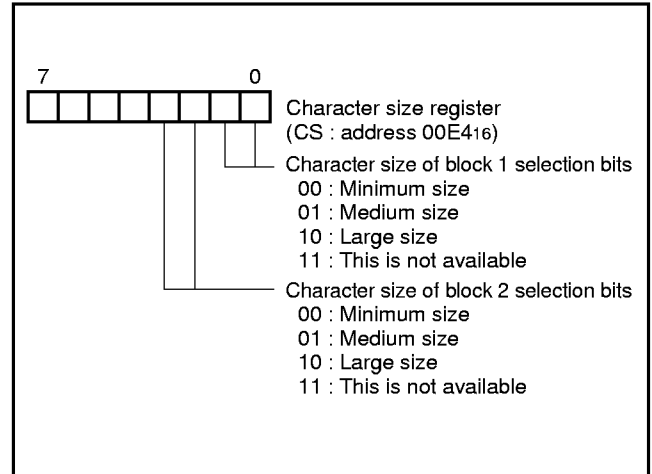 7 0
Character size register
(CS : address 00E416)
Character size of block 1 selection bits
00 : Minimum size
01 : Medium size
10 : Large size
11 : This is not available
Character size of block 2 selection bits
00 : Minimum size
01 : Medium size
10 : Large size
11 : This is not available